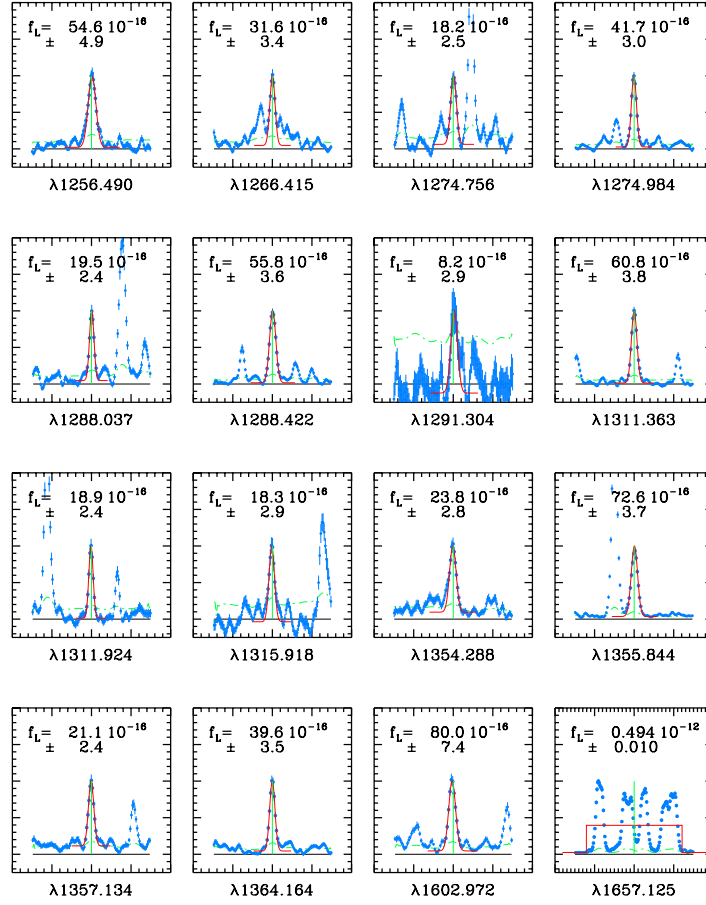 f_L= 54.6 10^-16
± 4.9
λ1256.490
f_L= 31.6 10^-16
± 3.4
λ1266.415
f_L= 18.2 10^-16
± 2.5
λ1274.756
f_L= 41.7 10^-16
± 3.0
λ1274.984
f_L= 19.5 10^-16
± 2.4
λ1288.037
f_L= 55.8 10^-16
± 3.6
λ1288.422
f_L= 8.2 10^-16
± 2.9
λ1291.304
f_L= 60.8 10^-16
± 3.8
λ1311.363
f_L= 18.9 10^-16
± 2.4
λ1311.924
f_L= 18.3 10^-16
± 2.9
λ1315.918
f_L= 23.8 10^-16
± 2.8
λ1354.288
f_L= 72.6 10^-16
± 3.7
λ1355.844
f_L= 21.1 10^-16
± 2.4
λ1357.134
f_L= 39.6 10^-16
± 3.5
λ1364.164
f_L= 80.0 10^-16
± 7.4
λ1602.972
f_L= 0.494 10^-12
± 0.010
λ1657.125